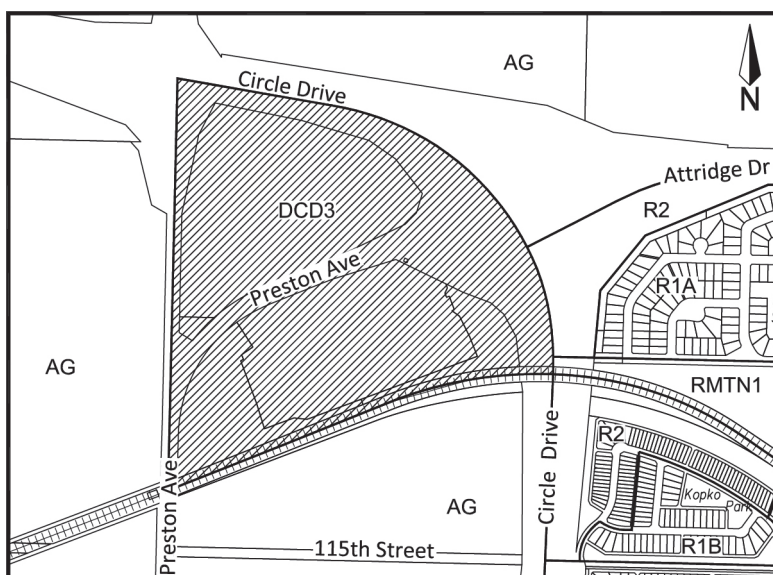 AG
Circle Drive
N
Attridge Dr
DCD3
R2
Preston Ave
R1A
AG
RMTN1
R2
Kopko
Park
Preston Ave
AG
Circle Drive
115th Street
R1B